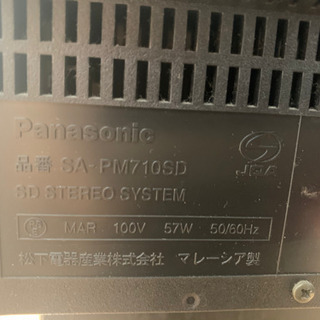 Panasonic
品番 SA-PM710SD
SD STEREO SYSTEM
MAR 100V 57W 50/60Hz
松下電器産業株式会社 マレーシア製